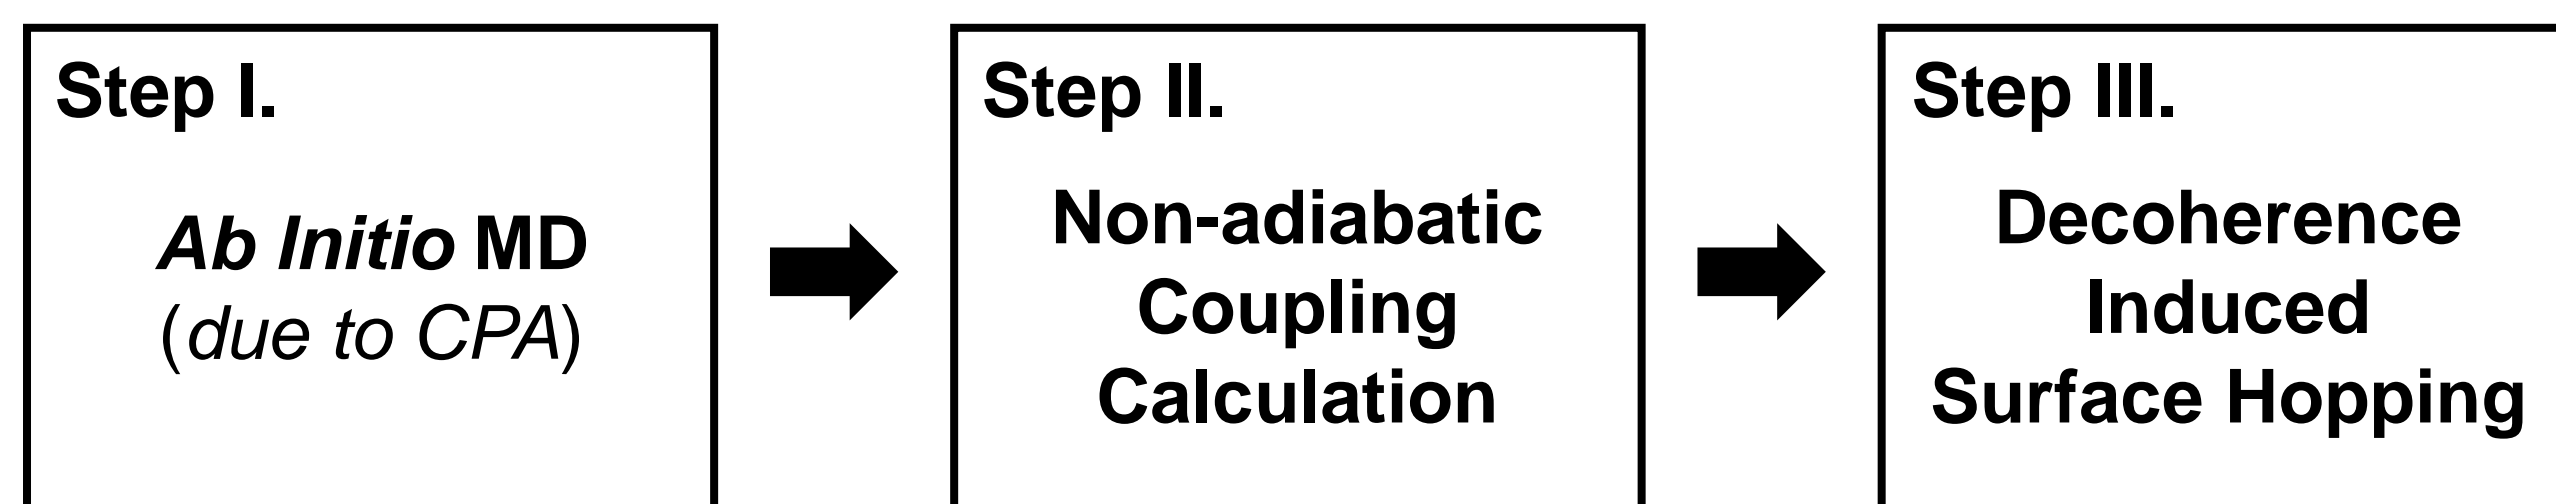 Step I.
Ab Initio MD
(due to CPA)
Step II.
Non-adiabatic
Coupling
Calculation
Step III.
Decoherence
Induced
Surface Hopping